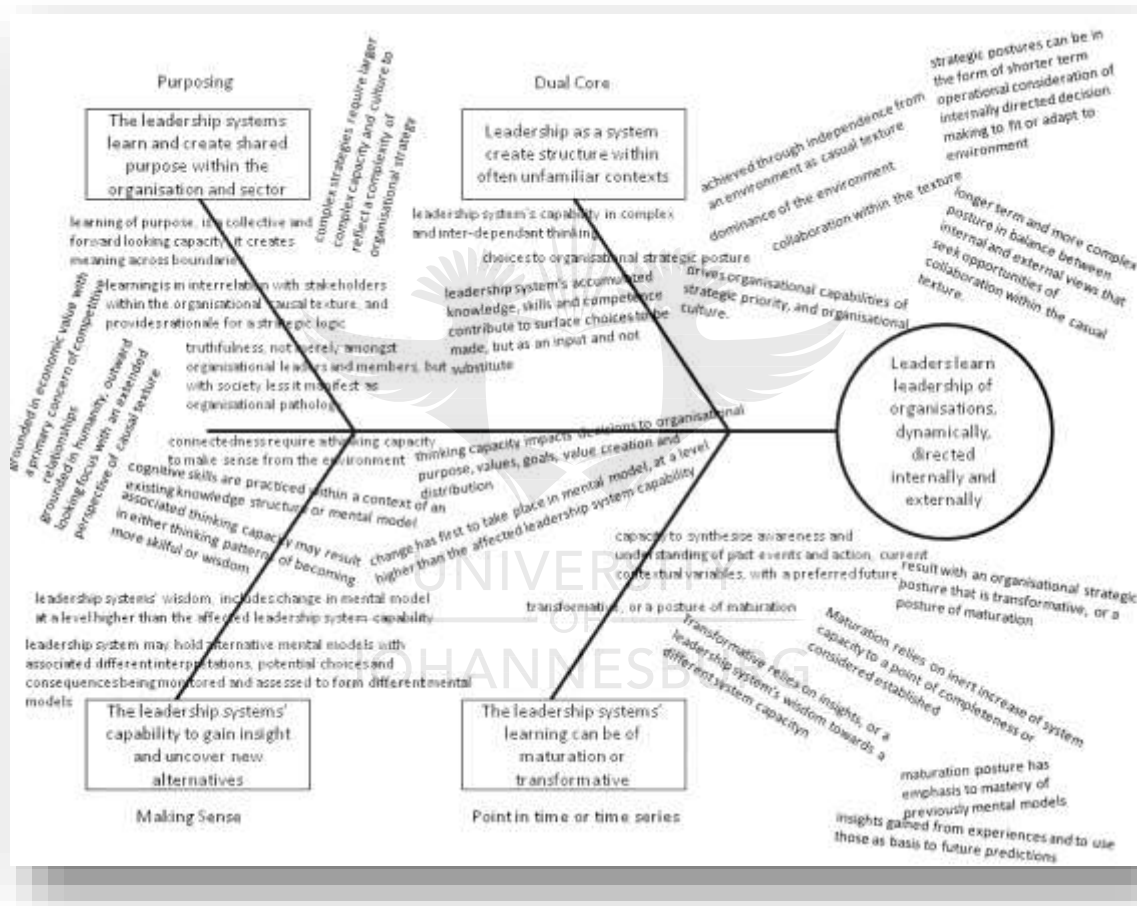 Purposing
The leadership systems
learn and create shared
purpose within the
organisation and sector
complex strategies require larger
complex capacity and culture to
reflect a complexity of
organisational strategy
learning of purpose, is a collective and
forward looking capacity, it creates
meaning across boundaries
learning is in interrelation with stakeholders
within the organisational causal texture, and
provides rationale for a strategic logic
truthfulness, not merely, amongst
organisational leaders and members, but
with society less it manifest as
organisational pathology
grounded in economic value with
a primary concern of competitive
relationships
grounded in humanity, outward
looking focus with an extended
perspective of causal texture
Dual Core
Leadership as a system
create structure within
often unfamiliar contexts
leadership system's capability in complex
and inter-dependant thinking
choices to organisational strategic posture
leadership system's accumulated
knowledge, skills and competence
contribute to surface choices to be
made, but as an input and not
substitute
drives organisational capabilities of
strategic priority, and organisational
culture.
achieved through independence from
an environment as casual texture
dominance of the environment
collaboration within the texture
strategic postures can be in
the form of shorter term
operational consideration of
internally directed decision
making to fit or adapt to
environment
longer term and more complex
posture in balance between
internal and external views that
seek opportunities of
collaboration within the casual
texture.
Leaders learn
leadership of
organisations,
dynamically,
directed
internally and
externally
connectedness require a thinking capacity
to make sense from the environment
cognitive skills are practiced within a context of an
existing knowledge structure or mental model
associated thinking capacity may result
in either thinking patterns of becoming
more skilful or wisdom
thinking capacity impacts decisions to organisational
purpose, values, goals, value creation and
distribution
change has first to take place in mental model, at a level
higher than the affected leadership system capability
leadership systems' wisdom, includes change in mental model
at a level higher than the affected leadership system capability
leadership system may hold alternative mental models with
associated different interpretations, potential choices and
consequences being monitored and assessed to form different mental
models
The leadership systems'
capability to gain insight
and uncover new
alternatives
Making Sense
capacity to synthesise awareness and
understanding of past events and action, current
contextual variables, with a preferred future
transformative, or a posture of maturation
result with an organisational strategic
posture that is transformative, or a
posture of maturation
Transformative relies on insights, or a
leadership system's wisdom towards a
different system capacityn
Maturation relies on inert increase of system
capacity to a point of completeness or
considered established
maturation posture has
emphasis to mastery of
previously mental models
insights gained from experiences and to use
those as basis to future predictions
The leadership systems'
learning can be of
maturation or
transformative
Point in time or time series
UNIVERSITY
OF
JOHANNESBURG